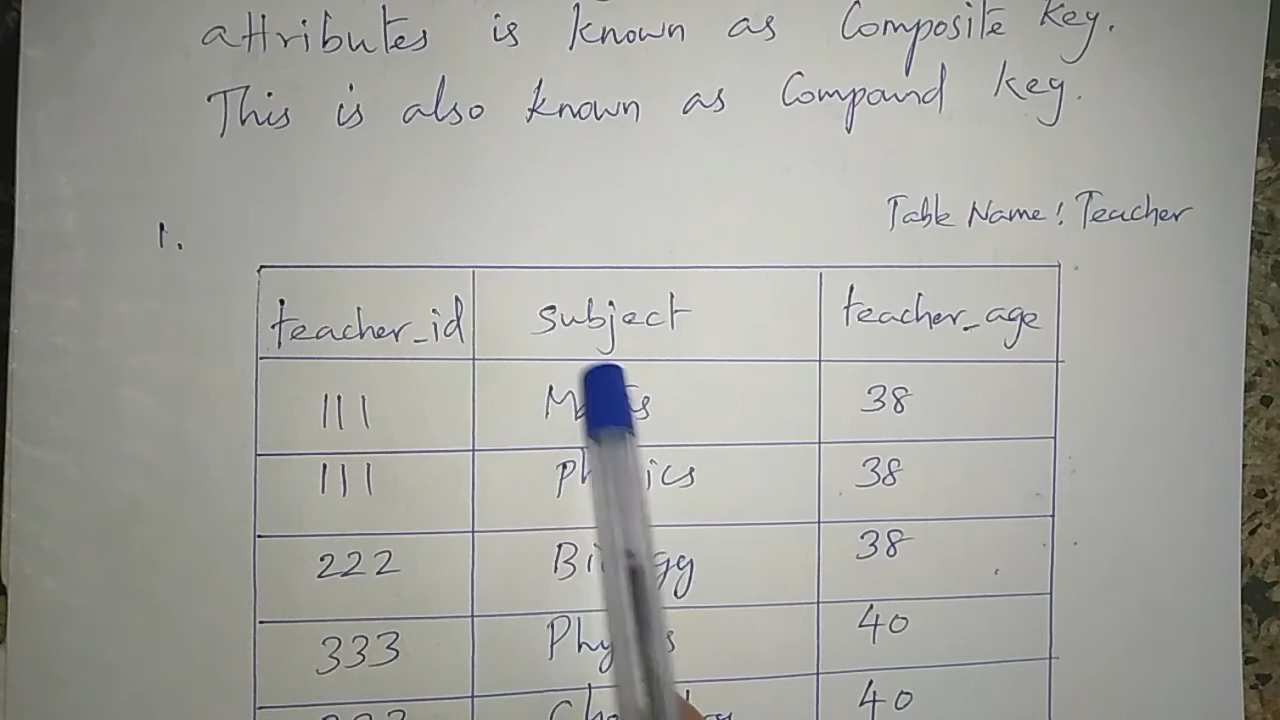 attributes is known as Composite key.
This is also known as Compound key.
Table Name: Teacher
1.
teacher_id subject teacher_age
111 38
111 38
222 38
333 40
40